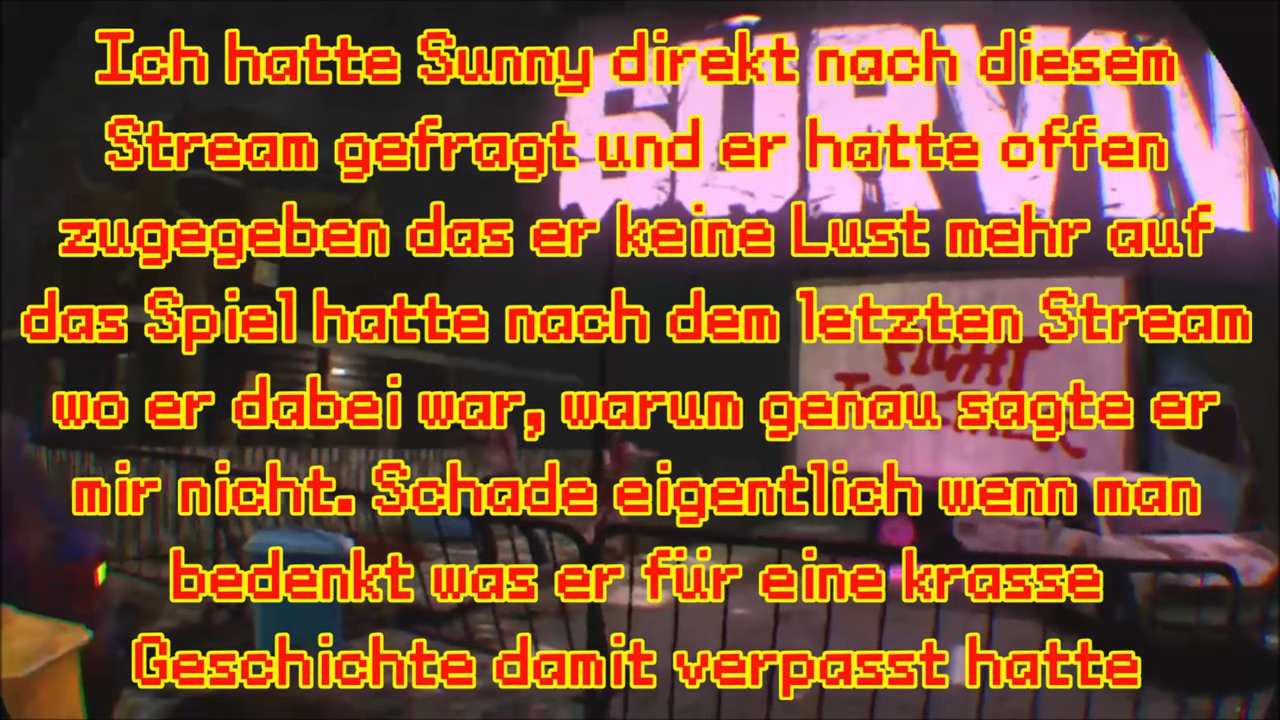 Ich hatte Sunny direkt nach diesem
Stream gefragt und er hatte offen
zugegeben das er keine Lust mehr auf
das Spiel hatte nach dem letzten Stream
wo er dabei war, warum genau sagte er
mir nicht. Schade eigentlich wenn man
bedenkt was er für eine krasse
Geschichte damit verpasst hatte
FIGHT